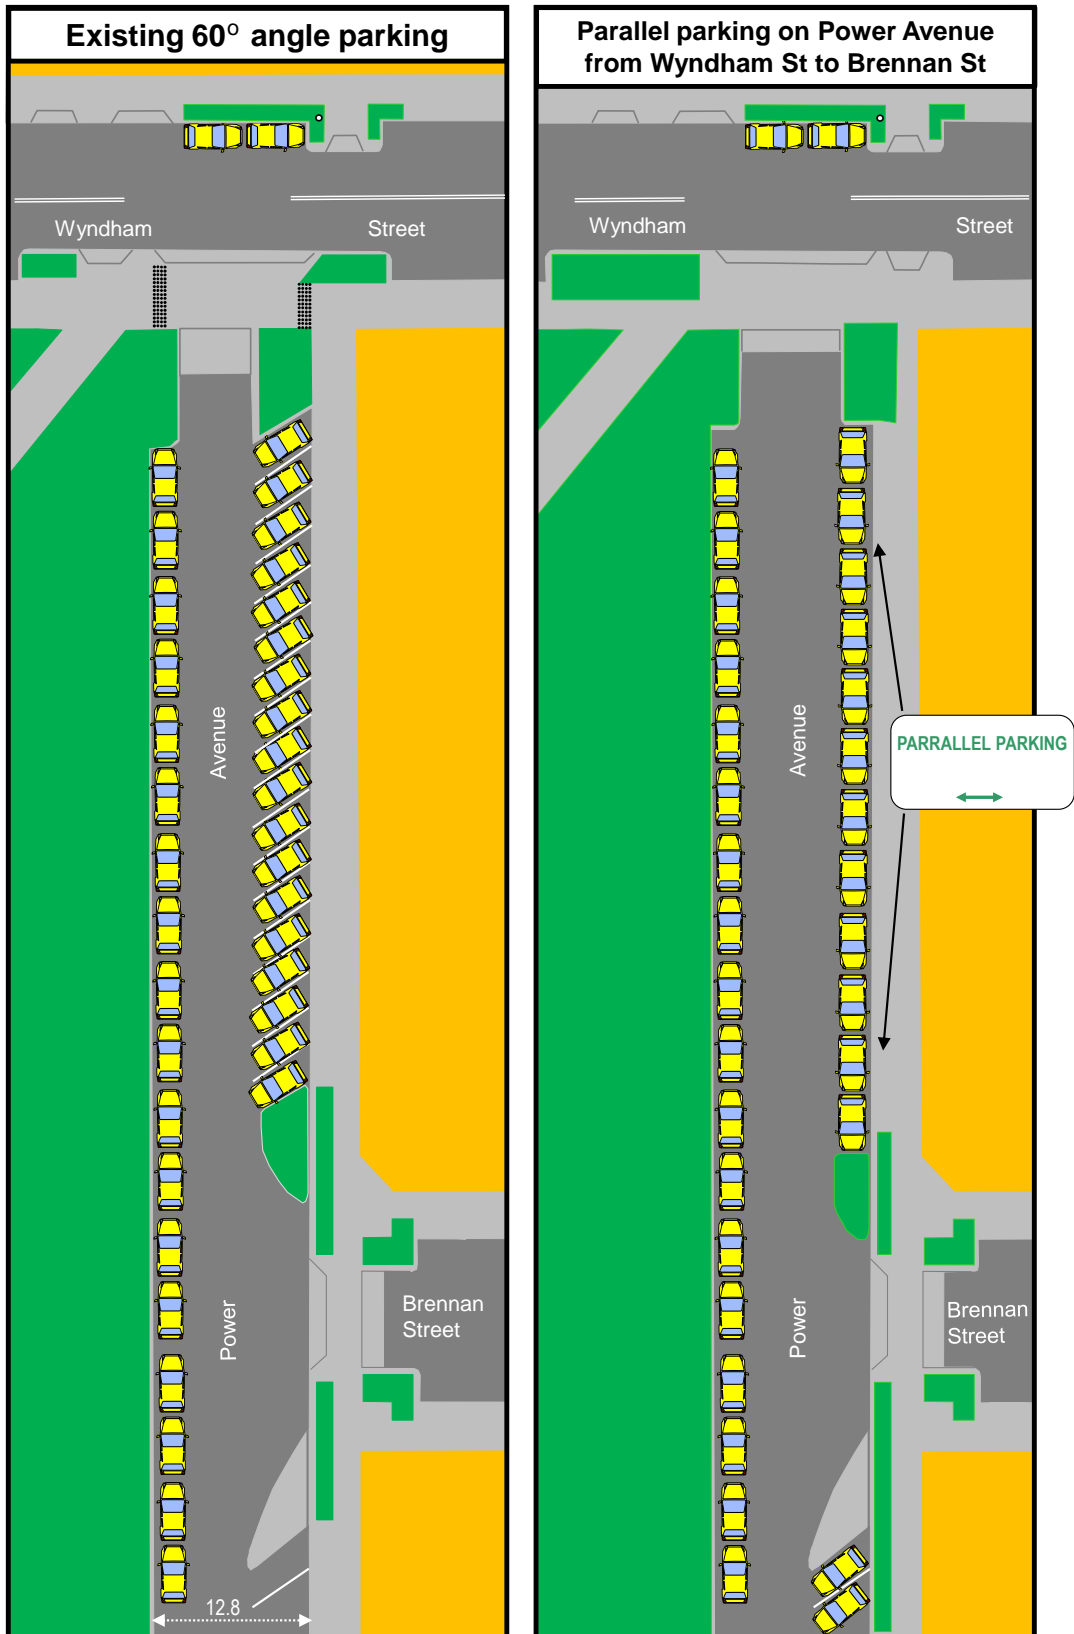 Existing 60° angle parking
Wyndham Street
Avenue
Power
Brennan
Street
12.8
Parallel parking on Power Avenue
from Wyndham St to Brennan St
Wyndham Street
Avenue
PARRALLEL PARKING
Power
Brennan
Street